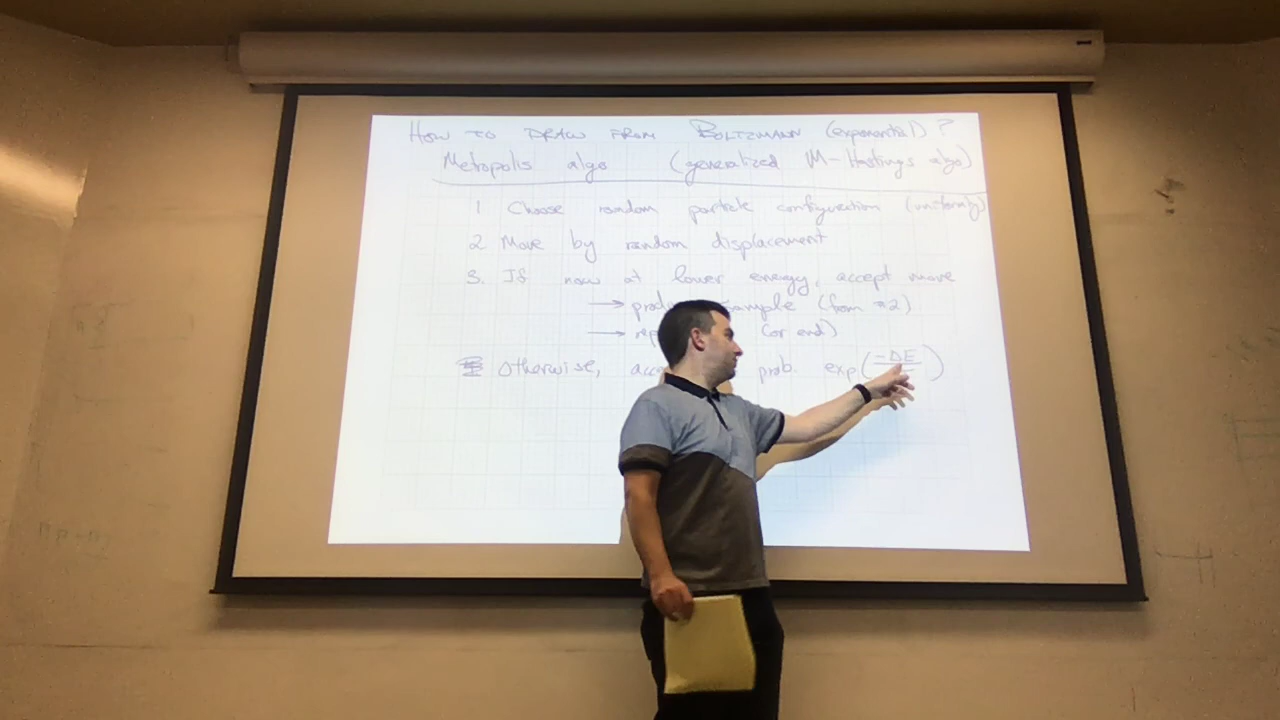 HOW TO DRAW FROM BOLTZMANN (exponential)?
Metropolis algo (generalized M-Hastings algo)
1 Choose random particle configuration (uniformly)
2 Move by random displacement
3. If now at lower energy, accept move
→ sample (from #2)
→ (or end)
Otherwise, prob. exp(-ΔE)